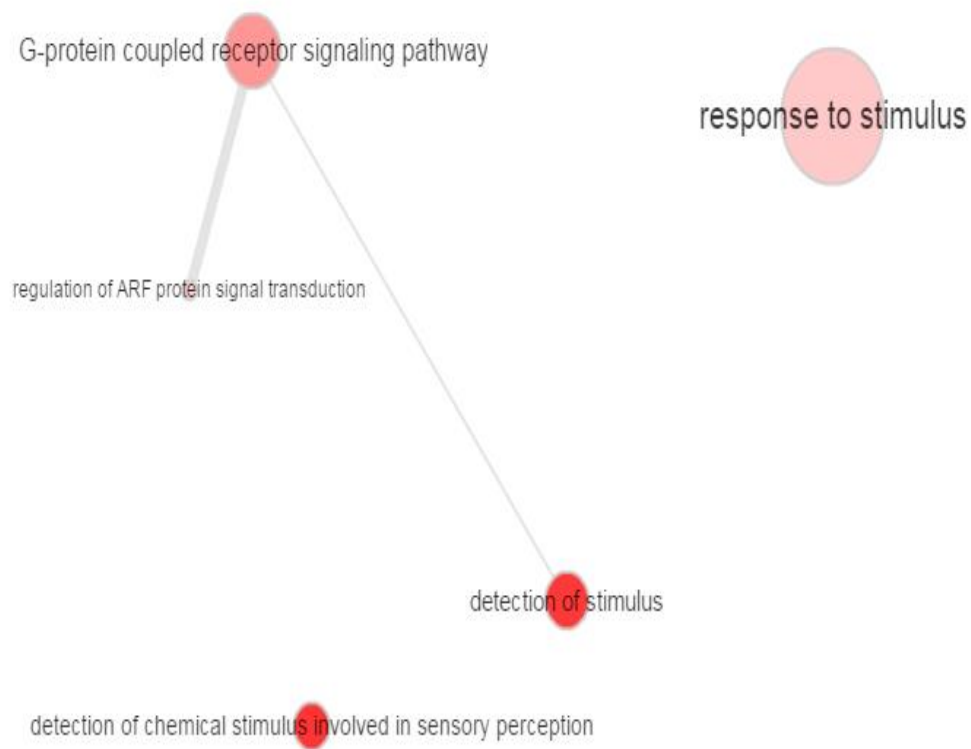 G-protein coupled receptor signaling pathway
response to stimulus
regulation of ARF protein signal transduction
detection of stimulus
detection of chemical stimulus involved in sensory perception